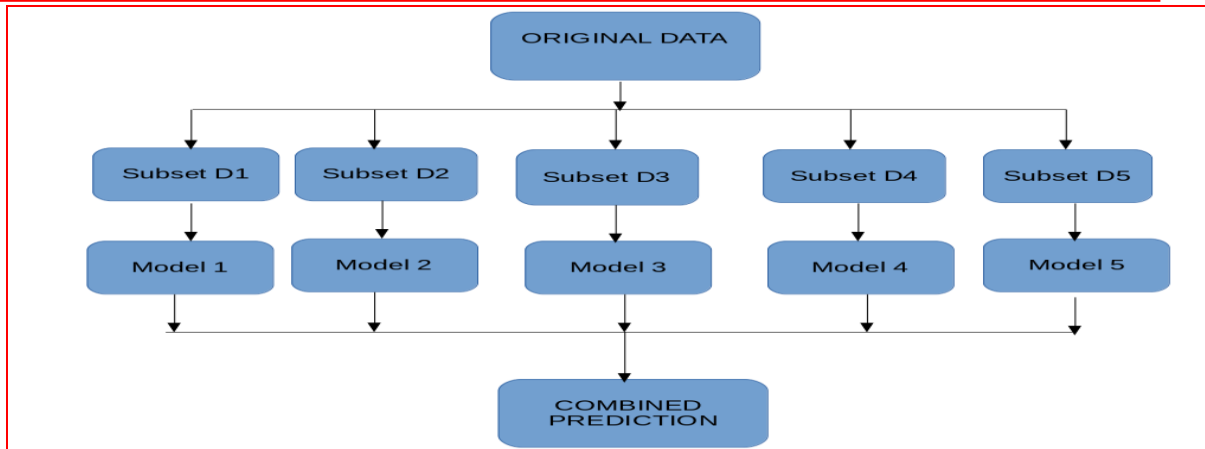 ORIGINAL DATA
Subset D1
Subset D2
Subset D3
Subset D4
Subset D5
Model 1
Model 2
Model 3
Model 4
Model 5
COMBINED
PREDICTION